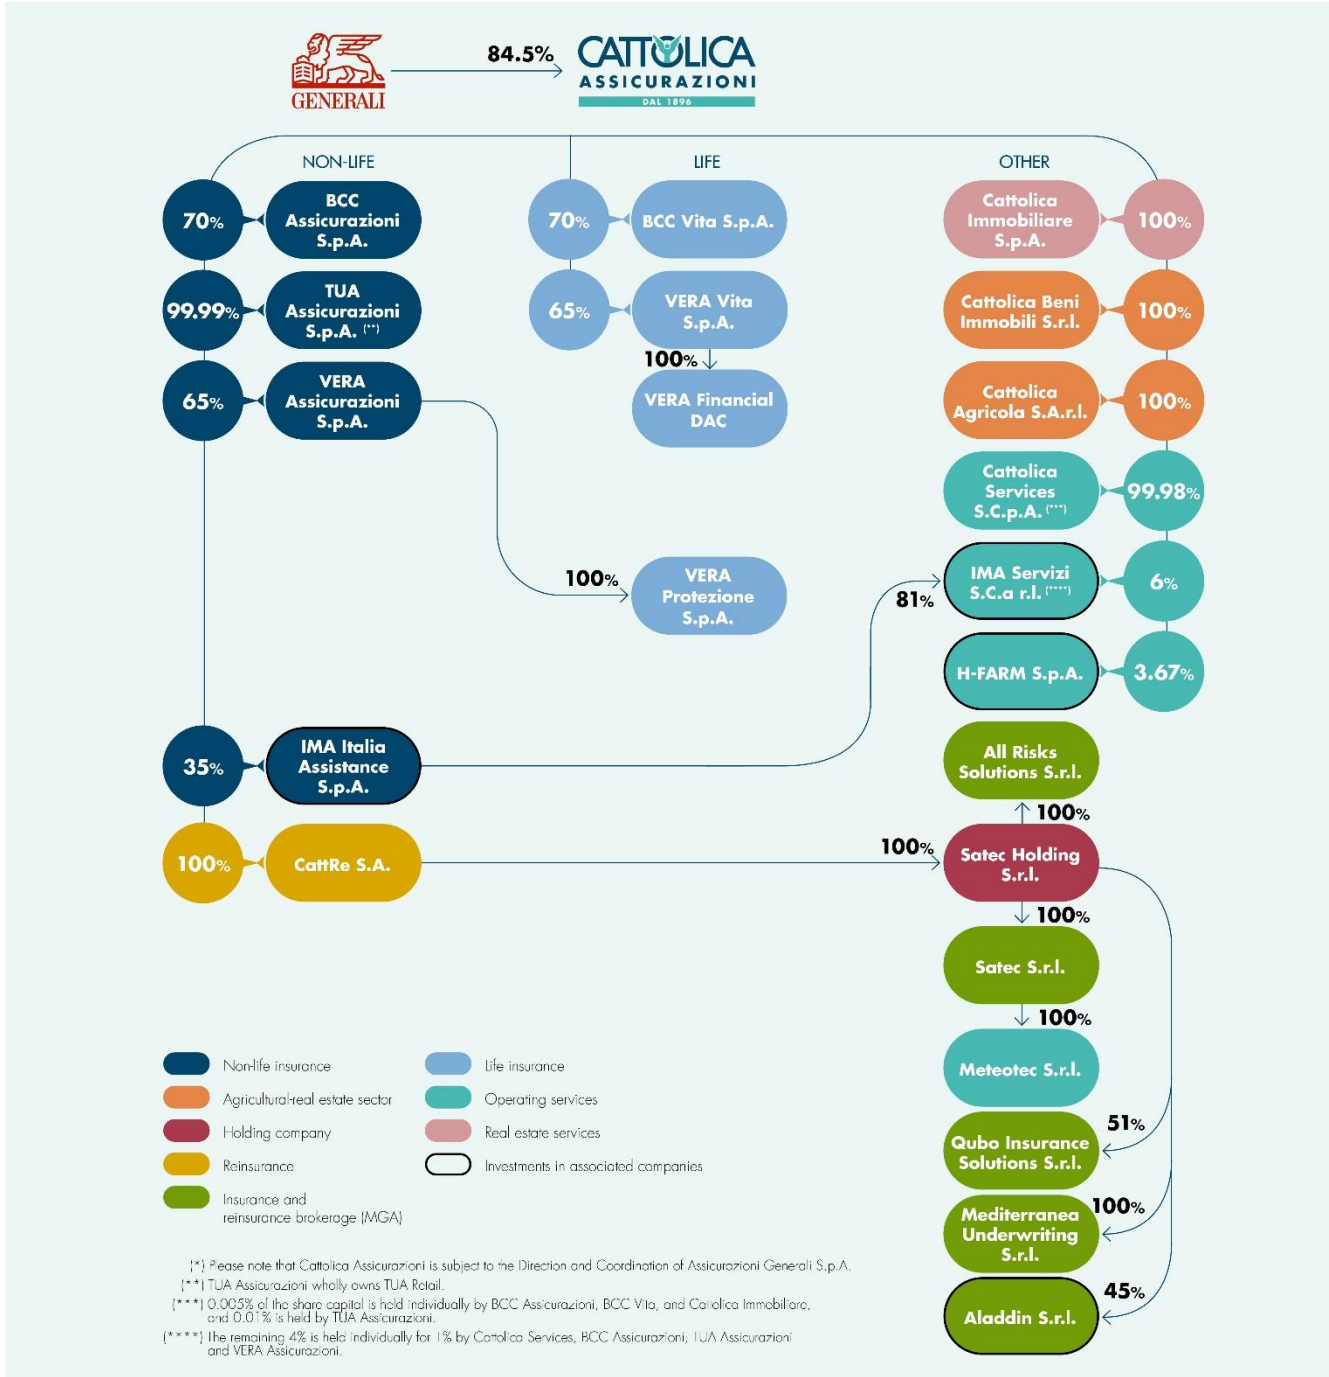 GENERALI
84.5%
CATTOLICA
ASSICURAZIONI
DAL 1896
NON-LIFE
LIFE
OTHER
70%
BCC
Assicurazioni
S.p.A.
70%
BCC Vita S.p.A.
Cattolica
Immobiliare
S.p.A.
100%
99.99%
TUA
Assicurazioni
S.p.A. (**)
65%
VERA Vita
S.p.A.
Cattolica Beni
Immobili S.r.l.
100%
100%
65%
VERA
Assicurazioni
S.p.A.
VERA Financial
DAC
Cattolica
Agricola S.A.r.l.
100%
Cattolica
Services
S.C.p.A. (***)
99.98%
100%
VERA
Protezione
S.p.A.
81%
IMA Servizi
S.C.a r.l. (****)
6%
H-FARM S.p.A.
3.67%
35%
IMA Italia
Assistance
S.p.A.
All Risks
Solutions S.r.l.
100%
100%
CattRe S.A.
100%
Satec Holding
S.r.l.
100%
Satec S.r.l.
100%
Meteotec S.r.l.
51%
Qubo Insurance
Solutions S.r.l.
100%
Mediterranea
Underwriting
S.r.l.
45%
Aladdin S.r.l.
Non-life insurance
Life insurance
Agricultural-real estate sector
Operating services
Holding company
Real estate services
Reinsurance
Investments in associated companies
Insurance and
reinsurance brokerage (MGA)
(*) Please note that Cattolica Assicurazioni is subject to the Direction and Coordination of Assicurazioni Generali S.p.A.
(**) TUA Assicurazioni wholly owns TUA Retail.
(***) 0.005% of the share capital is held individually by BCC Assicurazioni, BCC Vita, and Cattolica Immobiliare,
and 0.01% is held by TUA Assicurazioni.
(****) The remaining 4% is held individually for 1% by Cattolica Services, BCC Assicurazioni, TUA Assicurazioni
and VERA Assicurazioni.